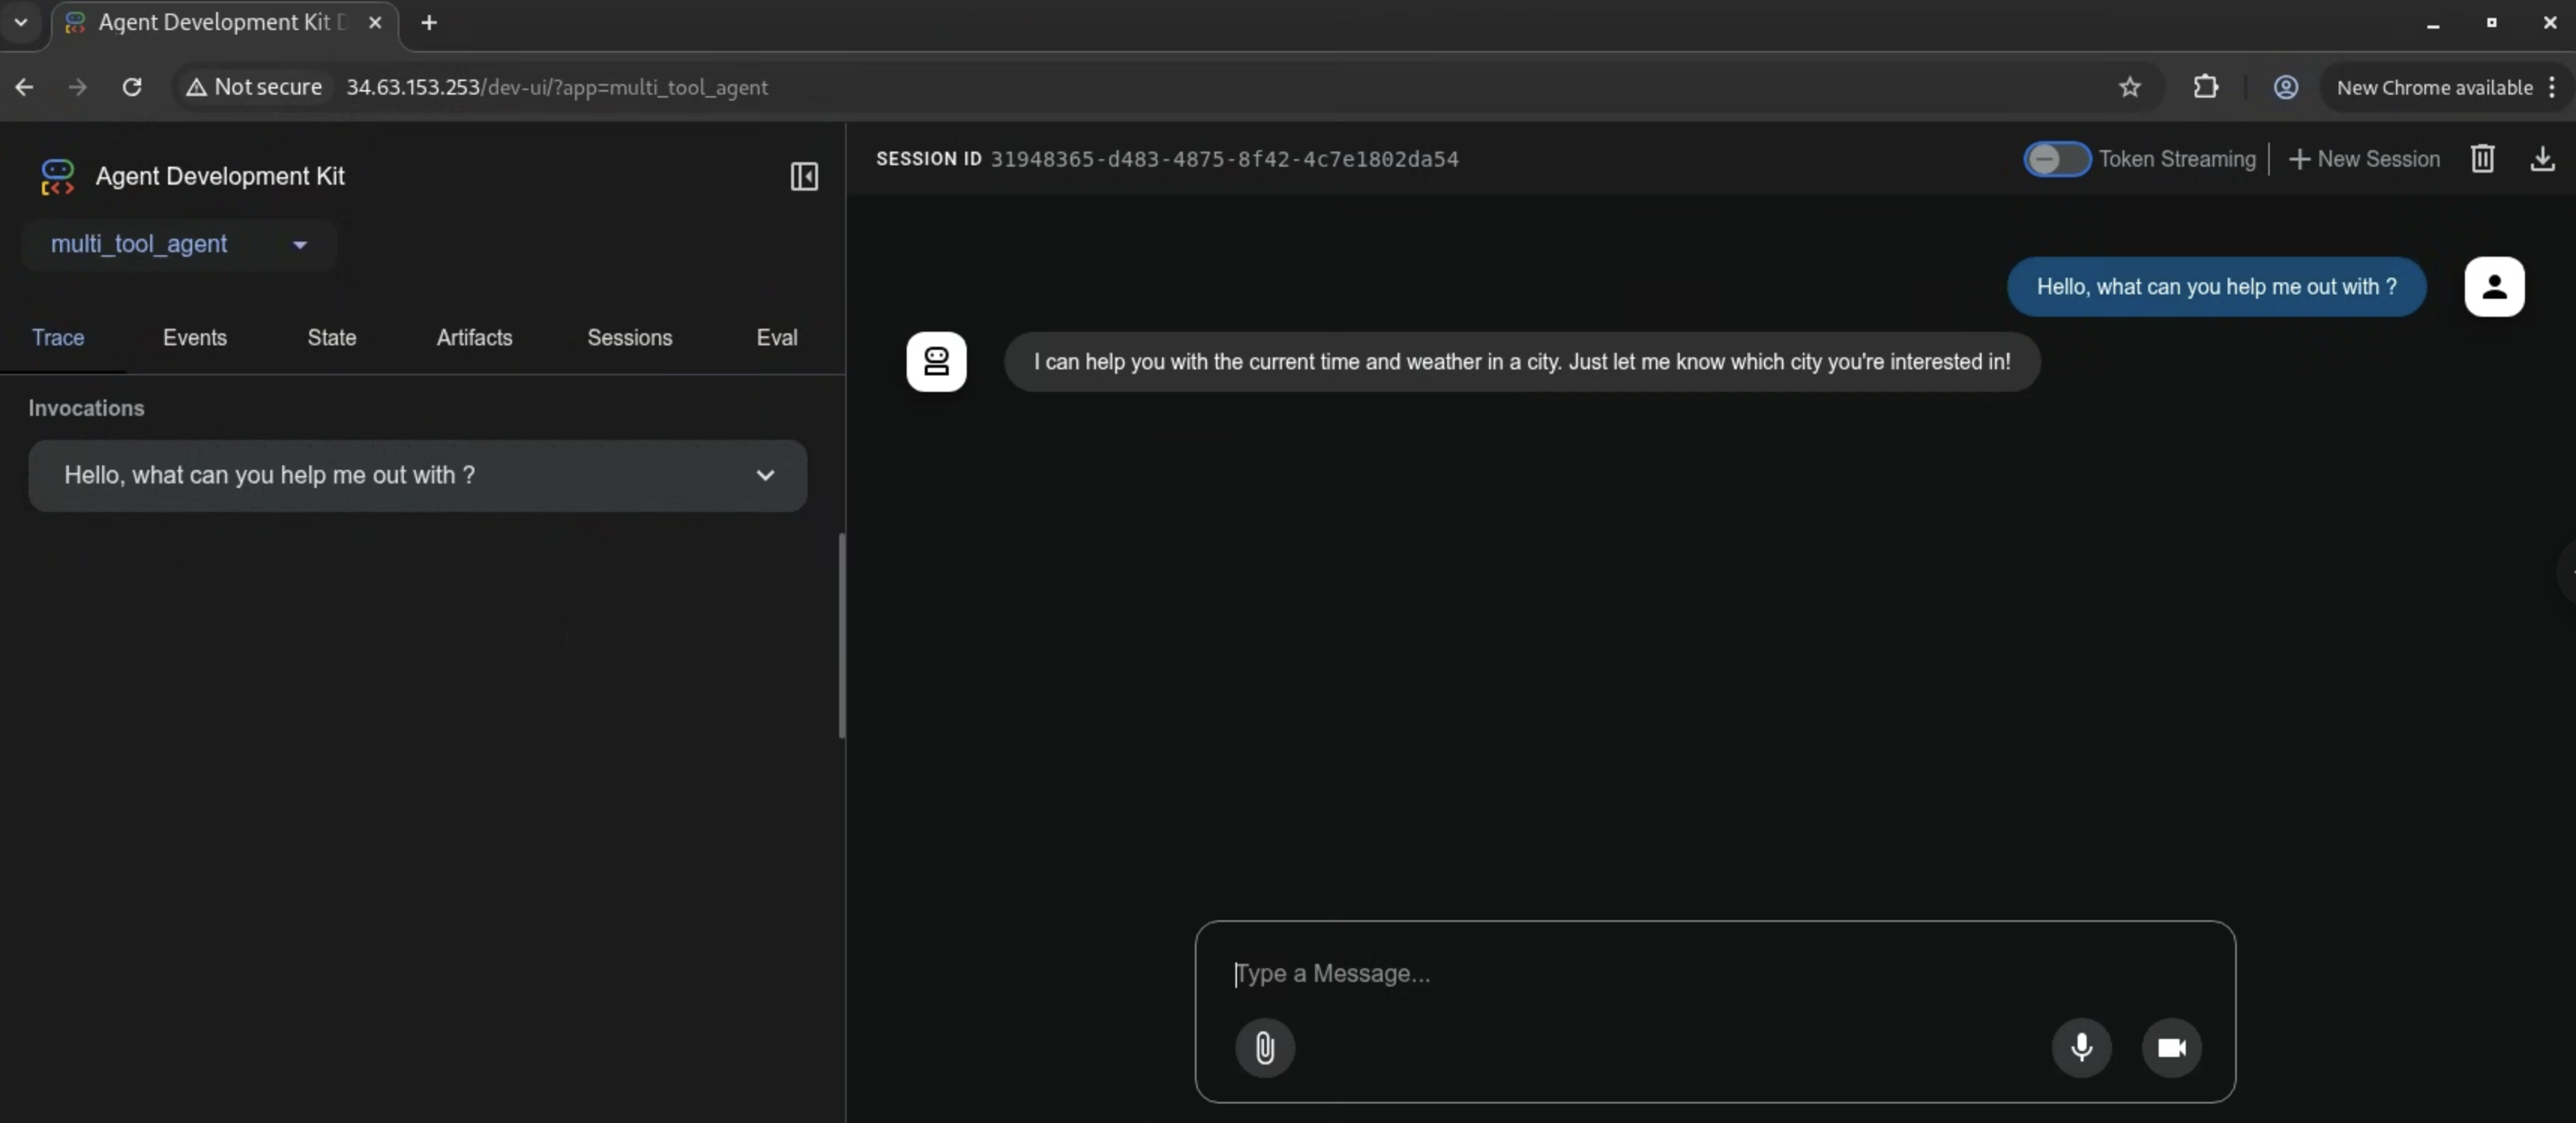 Agent Development Kit D
Not secure 34.63.153.253/dev-ui/?app=multi_tool_agent
New Chrome available
Agent Development Kit
multi_tool_agent
Trace Events State Artifacts Sessions Eval
Invocations
Hello, what can you help me out with ?
SESSION ID 31948365-d483-4875-8f42-4c7e1802da54
Token Streaming
New Session
Hello, what can you help me out with ?
I can help you with the current time and weather in a city. Just let me know which city you're interested in!
Type a Message...